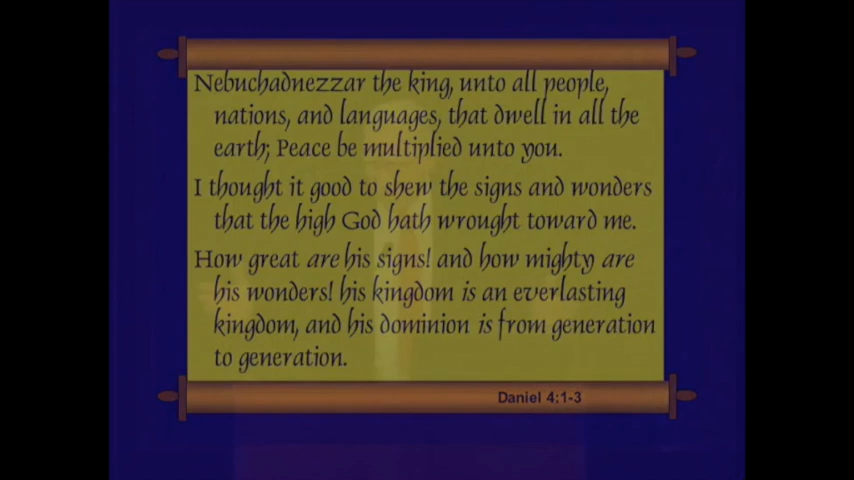 Nebuchadnezzar the king, unto all people,
nations, and languages, that dwell in all the
earth; Peace be multiplied unto you.
I thought it good to shew the signs and wonders
that the high God hath wrought toward me.
How great are his signs! and how mighty are
his wonders! his kingdom is an everlasting
kingdom, and his dominion is from generation
to generation.
Daniel 4:1-3